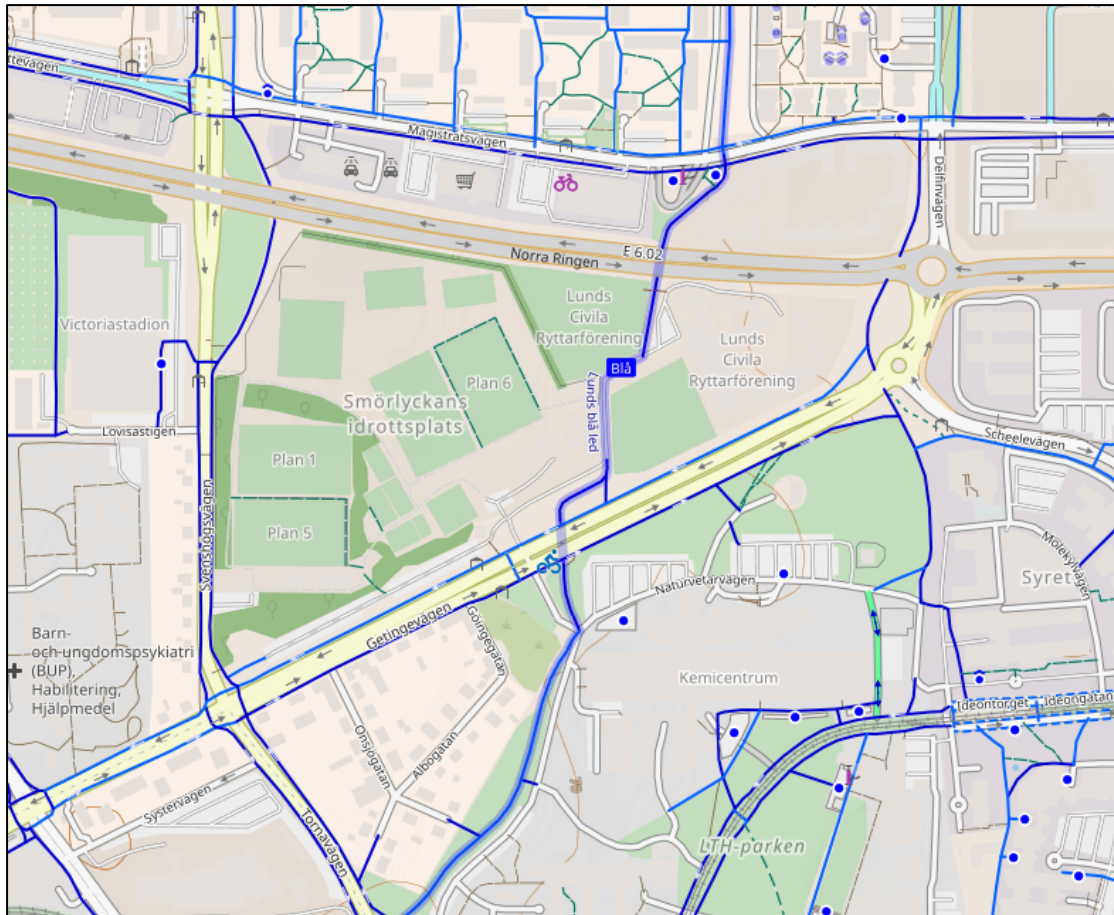 ttevägen
Magistratsvägen
Delfinvägen
E 6.02
Norra Ringen
Lunds
Civila
Ryttarförening
Lunds
Civila
Ryttarförening
Victoriastadion
Blå
Plan 6
Smörlyckans
idrottsplats
Lunds blå led
Lovisastigen
Plan 1
Scheelevägen
Svenshögsvägen
Plan 5
Molekylvägen
Syret
Naturvetarvägen
Getingevägen
Göingegatan
Barn-
och ungdomspsykiatri
(BUP),
Habilitering,
Hjälpmedel
Kemicentrum
Ideontorget
Ideongatan
Onsjögatan
Albogatan
Systervägen
Tornavägen
LTH-parken